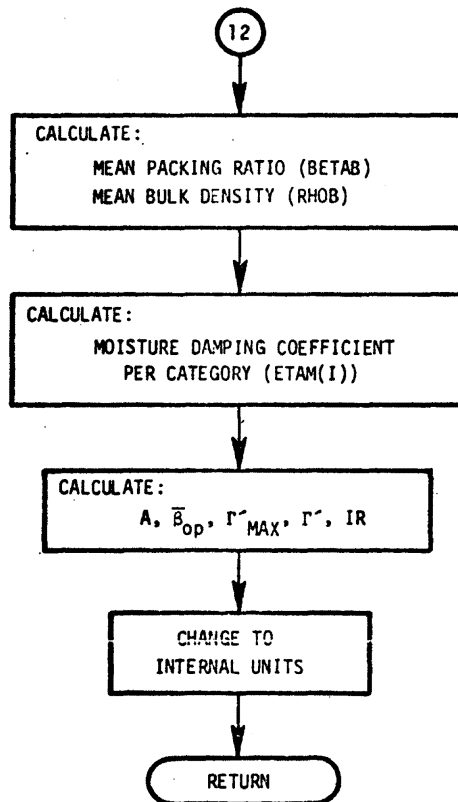 12
CALCULATE:
MEAN PACKING RATIO (BETAB)
MEAN BULK DENSITY (RHOB)
CALCULATE:
MOISTURE DAMPING COEFFICIENT
PER CATEGORY (ETAM(I))
CALCULATE:
A, β̅op, Γ′MAX, Γ′, IR
CHANGE TO
INTERNAL UNITS
RETURN